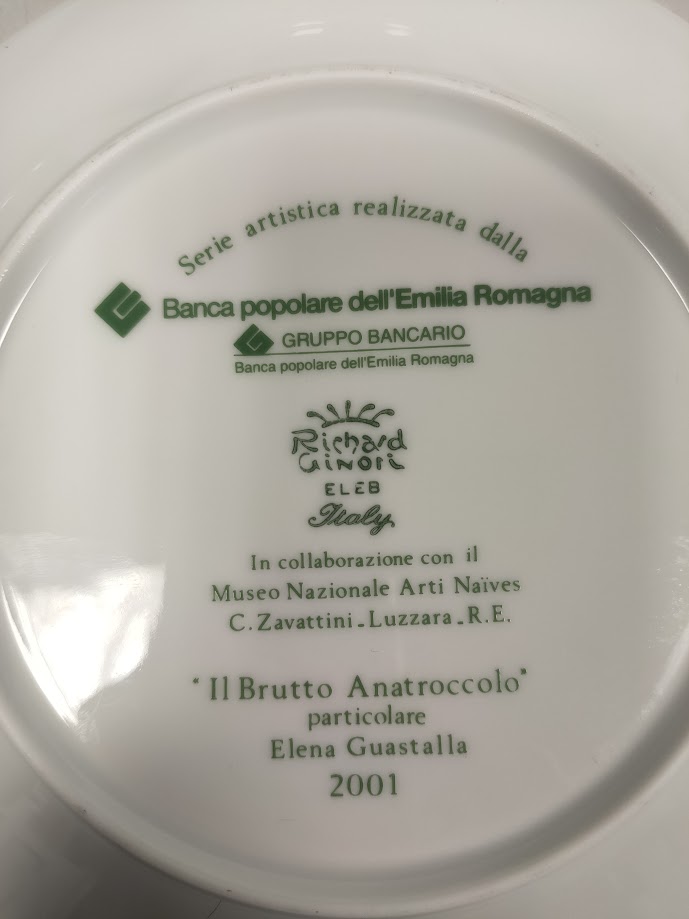 Serie artistica realizzata dalla
Banca popolare dell'Emilia Romagna
GRUPPO BANCARIO
Banca popolare dell'Emilia Romagna
Richard
Ginori
ELEB
Italy
In collaborazione con il
Museo Nazionale Arti Naïves
C.Zavattini-Luzzara-R.E.
"Il Brutto Anatroccolo"
particolare
Elena Guastalla
2001